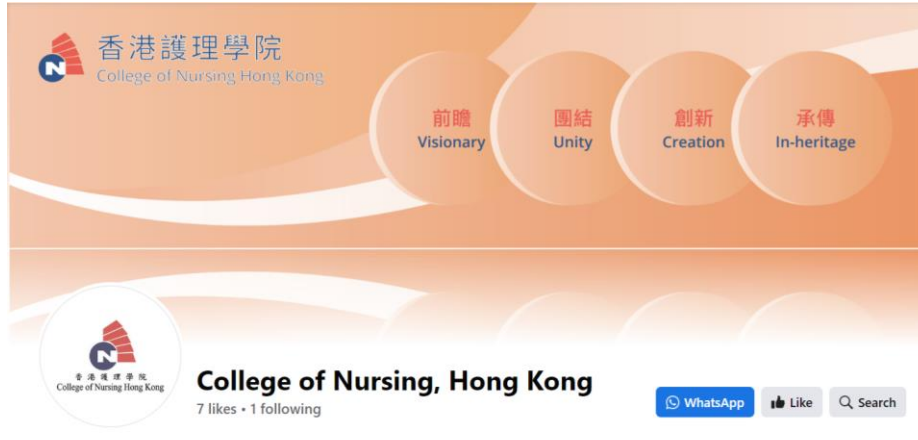 香港護理學院
College of Nursing Hong Kong
前瞻
Visionary
團結
Unity
創新
Creation
承傳
In-heritage
N
香港護理學院
College of Nursing Hong Kong
College of Nursing, Hong Kong
7 likes • 1 following
WhatsApp
Like
Search